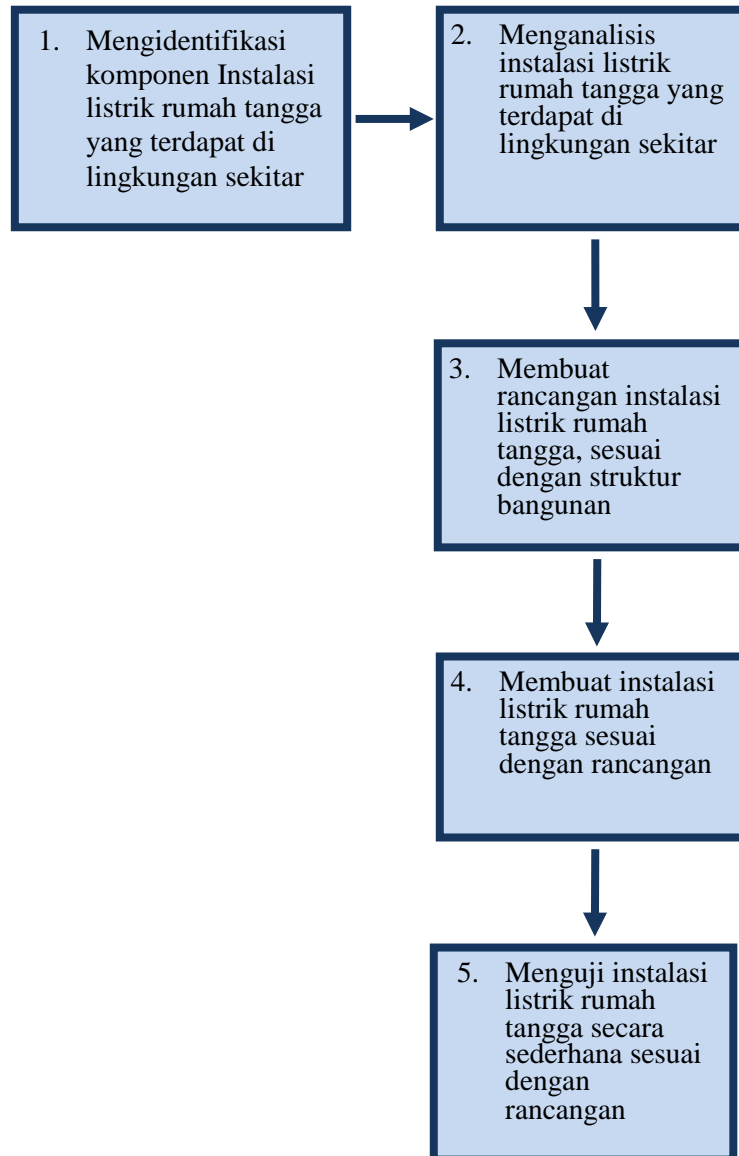 1. Mengidentifikasi
komponen Instalasi
listrik rumah tangga
yang terdapat di
lingkungan sekitar
2. Menganalisis
instalasi listrik
rumah tangga yang
terdapat di
lingkungan sekitar
3. Membuat
rancangan instalasi
listrik rumah
tangga, sesuai
dengan struktur
bangunan
4. Membuat instalasi
listrik rumah
tangga sesuai
dengan rancangan
5. Menguji instalasi
listrik rumah
tangga secara
sederhana sesuai
dengan
rancangan